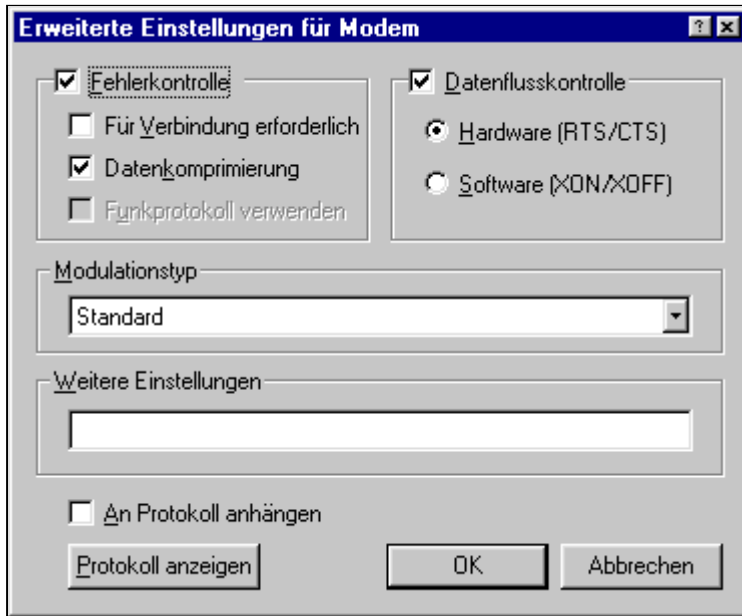 Erweiterte Einstellungen für Modem
Fehlerkontrolle
Für Verbindung erforderlich
Datenkomprimierung
Funkprotokoll verwenden
Datenflusskontrolle
Hardware (RTS/CTS)
Software (XON/XOFF)
Modulationstyp
Standard
Weitere Einstellungen
An Protokoll anhängen
Protokoll anzeigen OK Abbrechen